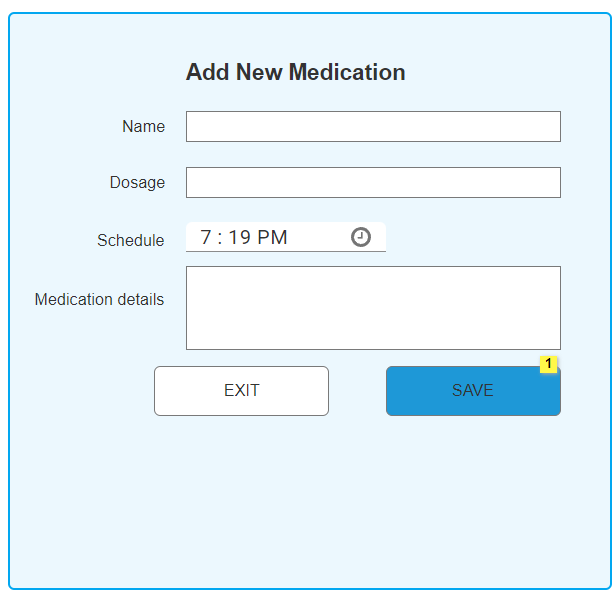 Add New Medication
Name
Dosage
Schedule 7 : 19 PM
Medication details
1
EXIT SAVE